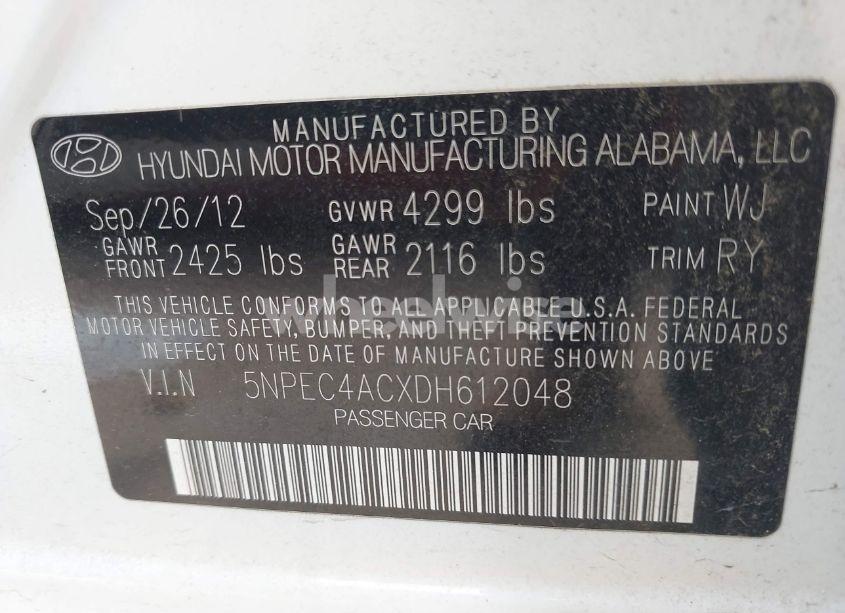 MANUFACTURED BY
HYUNDAI MOTOR MANUFACTURING ALABAMA, LLC
Sep/26/12 GVWR 4299 lbs PAINT WJ
GAWR FRONT 2425 lbs GAWR REAR 2116 lbs TRIM RY
THIS VEHICLE CONFORMS TO ALL APPLICABLE U.S.A. FEDERAL
MOTOR VEHICLE SAFETY, BUMPER, AND THEFT PREVENTION STANDARDS
IN EFFECT ON THE DATE OF MANUFACTURE SHOWN ABOVE
V.I.N 5NPEC4ACXDH612048
PASSENGER CAR
wheelwise